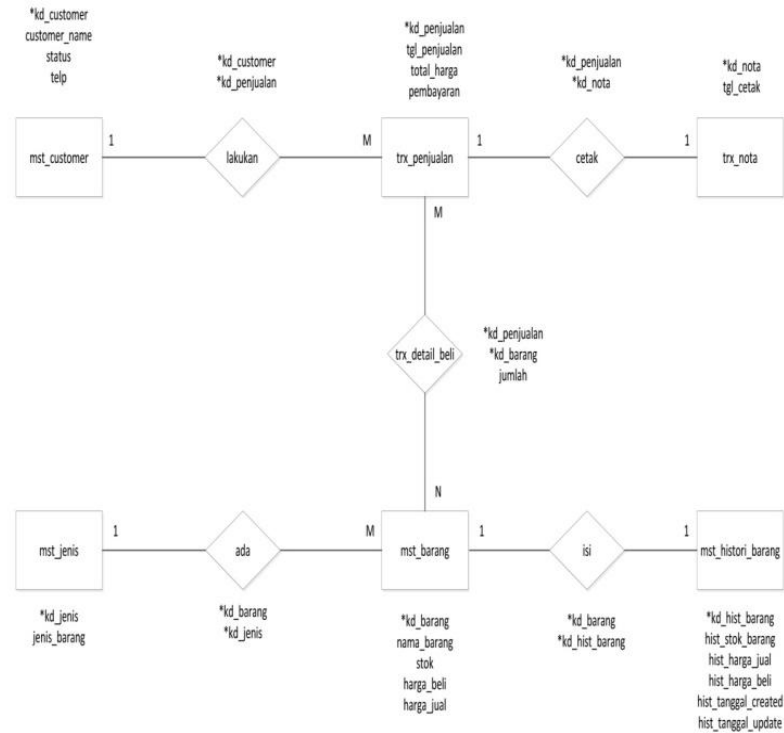 *kd_customer
customer_name
status
telp
*kd_customer
*kd_penjualan
*kd_penjualan
tgl_penjualan
total_harga
pembayaran
*kd_penjualan
*kd_nota
*kd_nota
tgl_cetak
mst_customer
1
lakukan
M
trx_penjualan
1
cetak
1
trx_nota
M
trx_detail_beli
*kd_penjualan
*kd_barang
jumlah
N
mst_jenis
1
ada
M
mst_barang
1
isi
1
mst_histori_barang
*kd_jenis
jenis_barang
*kd_barang
*kd_jenis
*kd_barang
nama_barang
stok
harga_beli
harga_jual
*kd_barang
*kd_hist_barang
*kd_hist_barang
hist_stok_barang
hist_harga_jual
hist_harga_beli
hist_tanggal_created
hist_tanggal_update